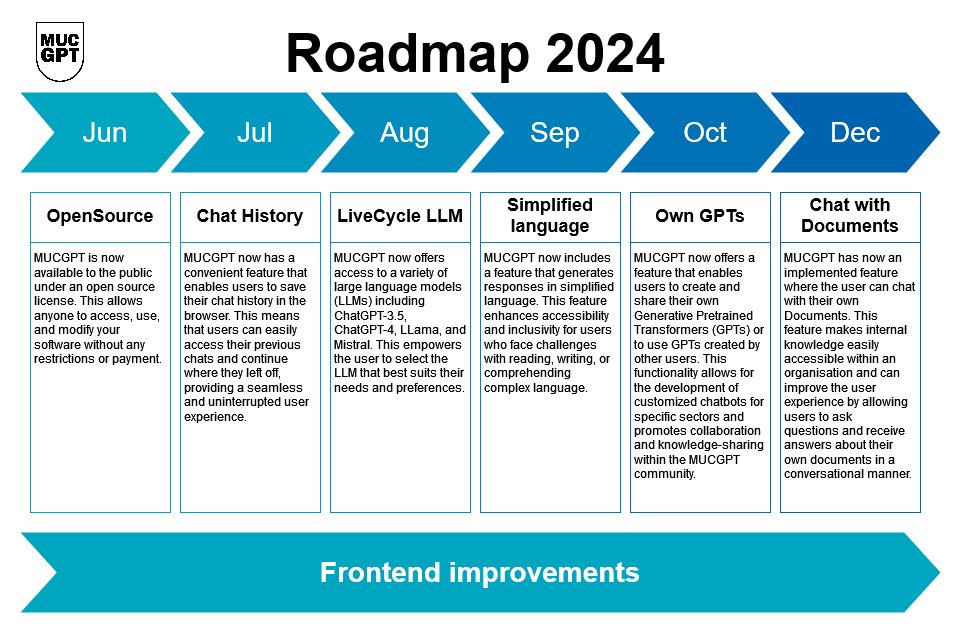 MUC
GPT
Roadmap 2024
Jun
Jul
Aug
Sep
Oct
Dec
OpenSource
MUCGPT is now
available to the public
under an open source
license. This allows
anyone to access, use,
and modify your
software without any
restrictions or payment.
Chat History
MUCGPT now has a
convenient feature that
enables users to save
their chat history in the
browser. This means
that users can easily
access their previous
chats and continue
where they left off,
providing a seamless
and uninterrupted user
experience.
LiveCycle LLM
MUCGPT now offers
access to a variety of
large language models
(LLMs) including
ChatGPT-3.5,
ChatGPT-4, LLama, and
Mistral. This empowers
the user to select the
LLM that best suits their
needs and preferences.
Simplified
language
MUCGPT now includes
a feature that generates
responses in simplified
language. This feature
enhances accessibility
and inclusivity for users
who face challenges
with reading, writing, or
comprehending
complex language.
Own GPTs
MUCGPT now offers a
feature that enables
users to create and
share their own
Generative Pretrained
Transformers (GPTs) or
to use GPTs created by
other users. This
functionality allows for
the development of
customized chatbots for
specific sectors and
promotes collaboration
and knowledge-sharing
within the MUCGPT
community.
Chat with
Documents
MUCGPT has now an
implemented feature
where the user can chat
with their own
Documents. This
feature makes internal
knowledge easily
accessible within an
organisation and can
improve the user
experience by allowing
users to ask
questions and receive
answers about their
own documents in a
conversational manner.
Frontend improvements